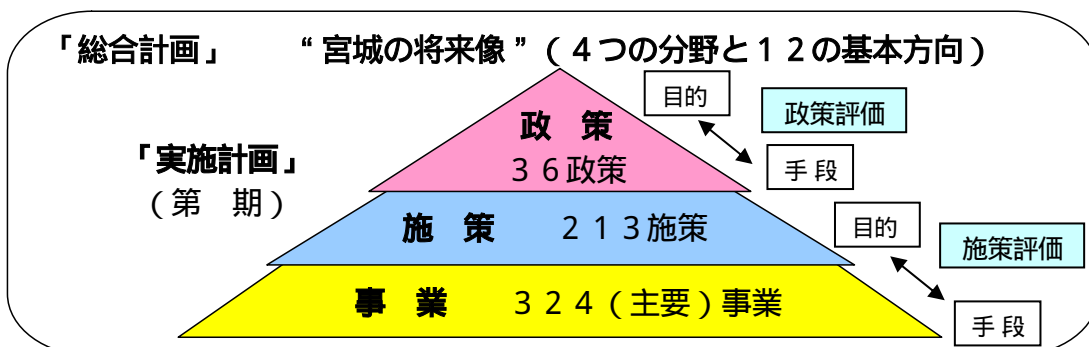 「総合計画」　“宮城の将来像”（４つの分野と１２の基本方向）
目的
政策評価
政　策
手 段
「実施計画」
３６政策
（第　期）
目的
施　策　２１３施策
施策評価
事　業　３２４（主要）事業
手 段